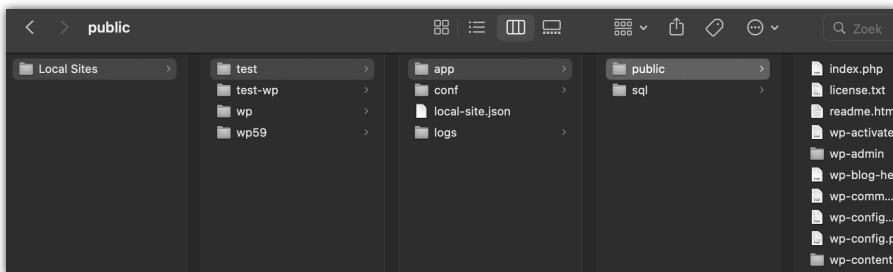 public
Zoek
Local Sites
test
test-wp
wp
wp59
app
conf
local-site.json
logs
public
sql
index.php
license.txt
readme.htm
wp-activate
wp-admin
wp-blog-he
wp-comm...
wp-config...
wp-config.p
wp-content